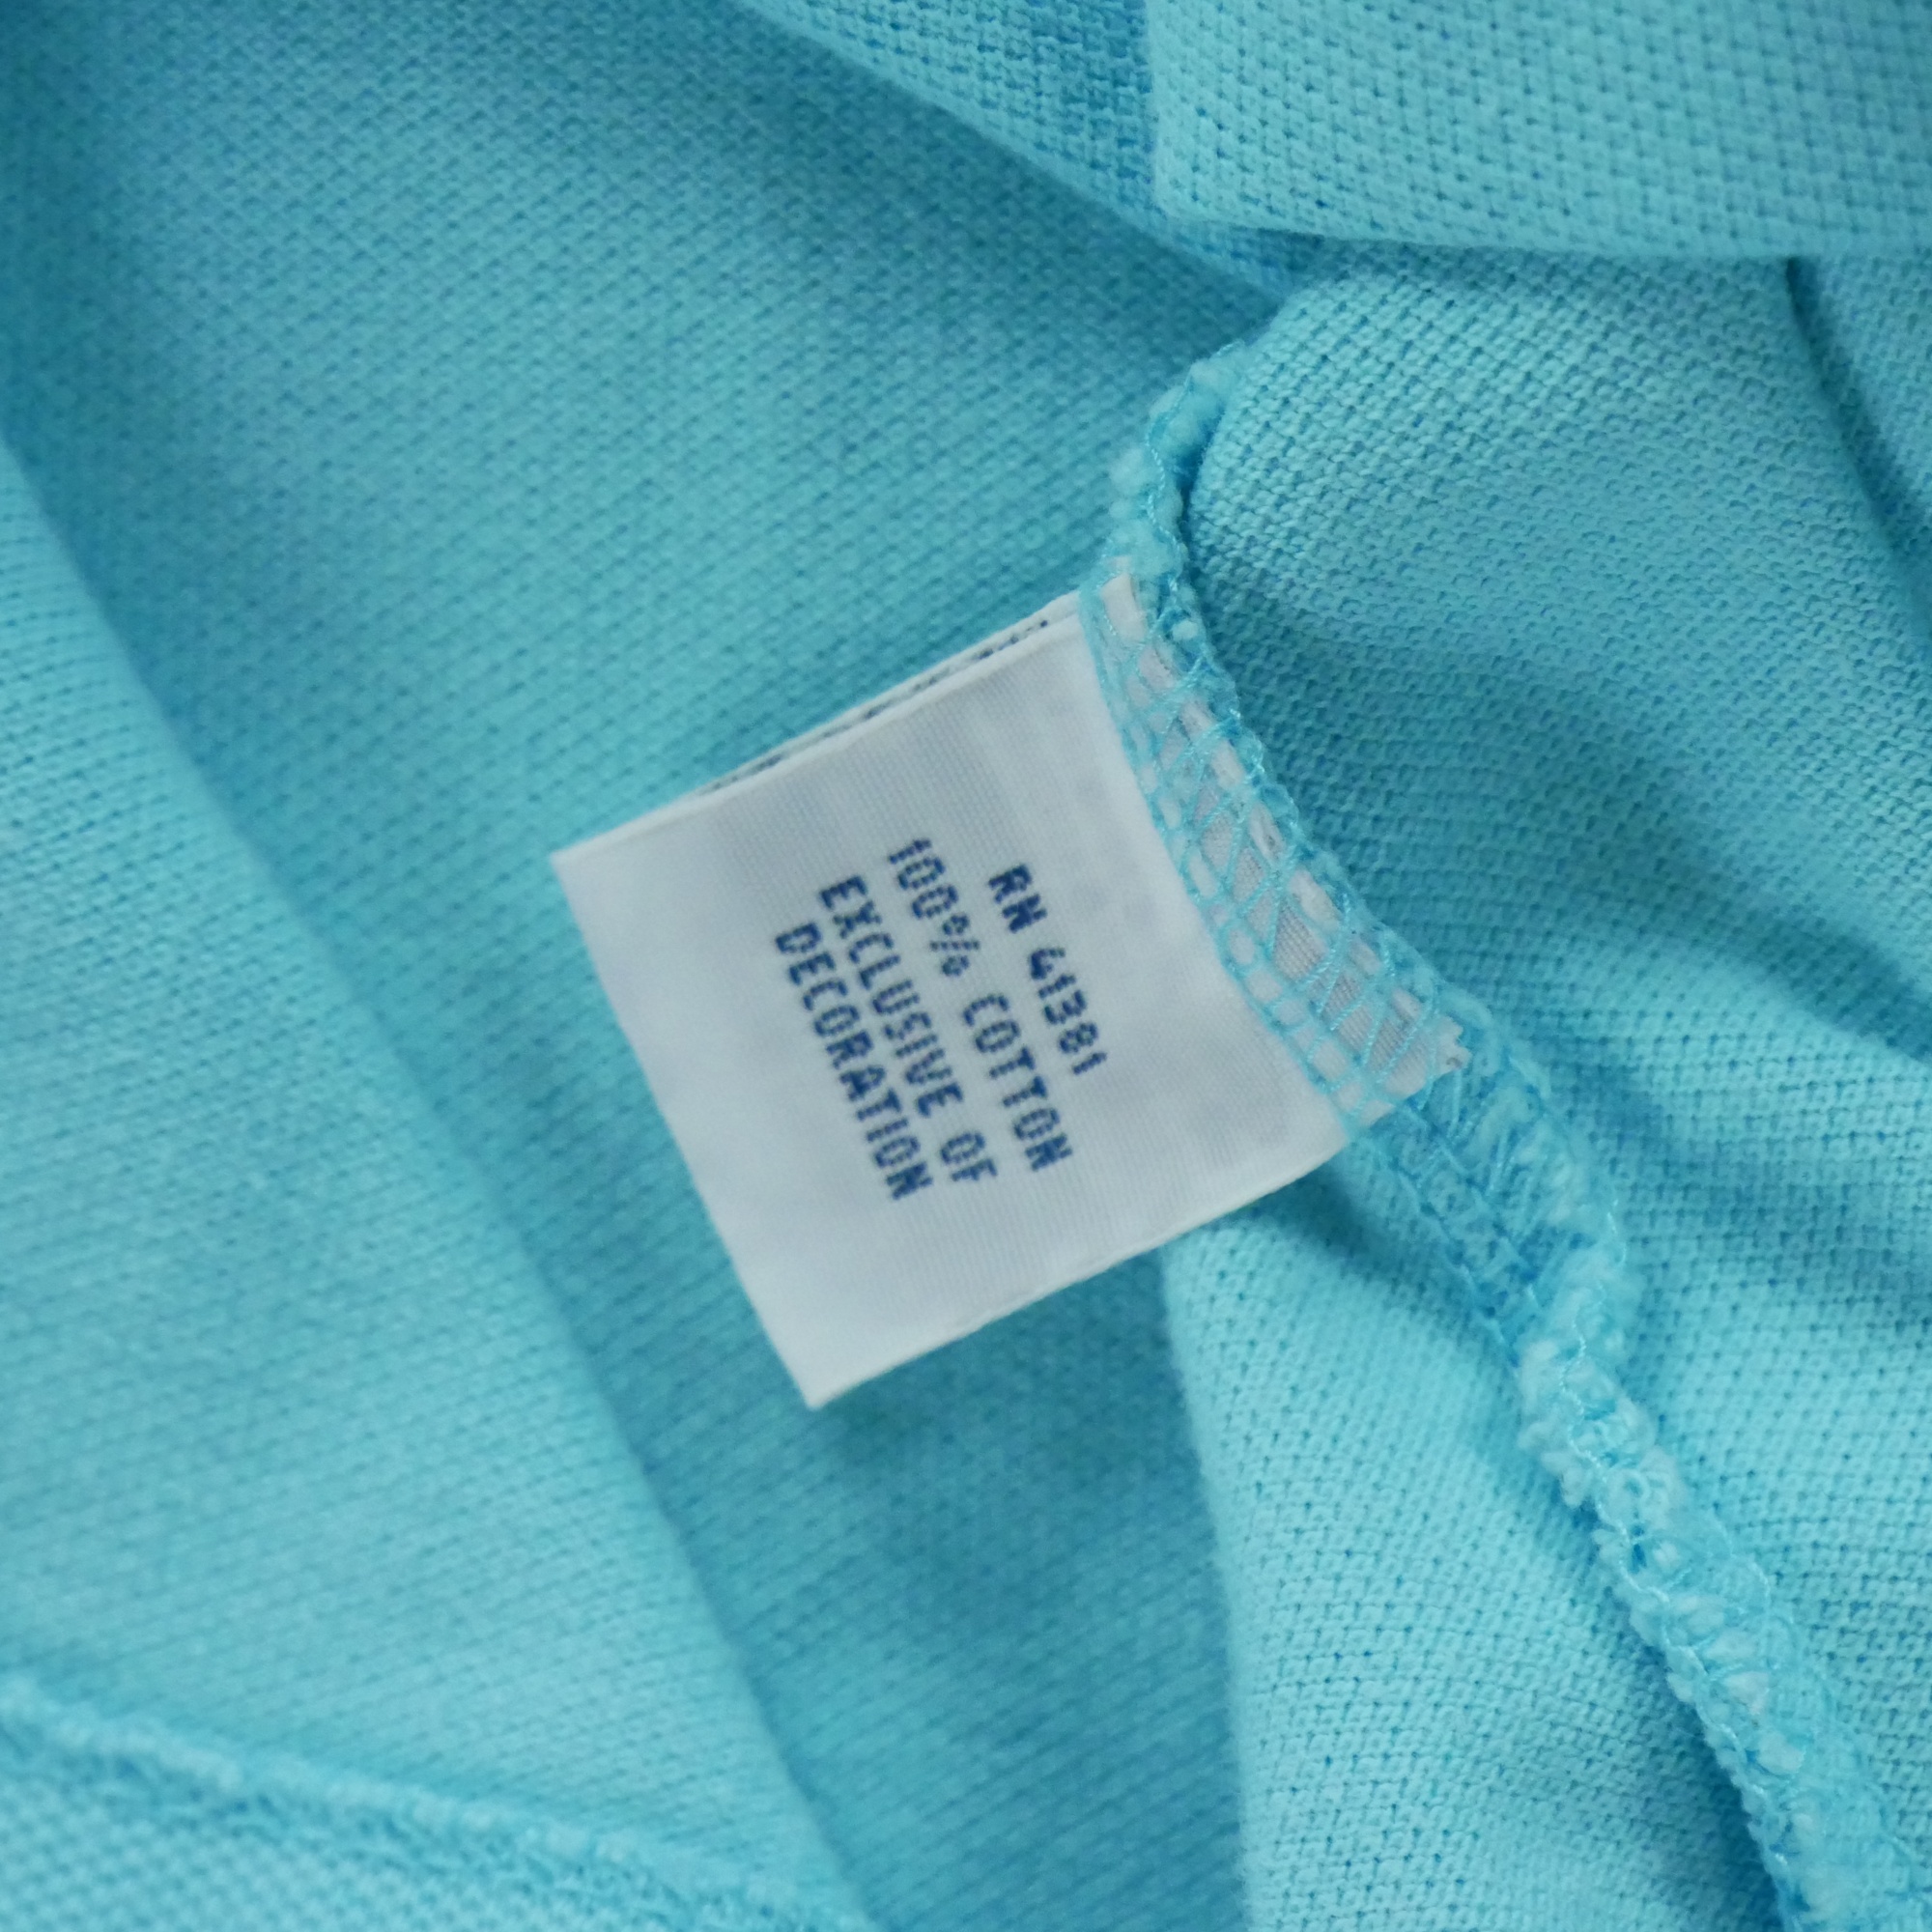 RN 41381
100% COTTON
EXCLUSIVE OF
DECORATION